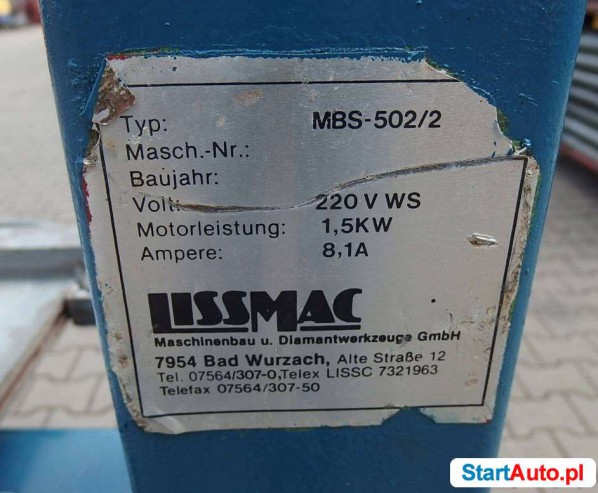 Typ: MBS-502/2
Masch.-Nr.:
Baujahr:
Volt: 220 V WS
Motorleistung: 1,5KW
Ampere: 8,1A
LISSMAC
Maschinenbau u. Diamantwerkzeuge GmbH
7954 Bad Wurzach, Alte Straße 12
Tel. 07564/307-0,Telex LISSC 7321963
Telefax 07564/307-50
StartAuto.pl